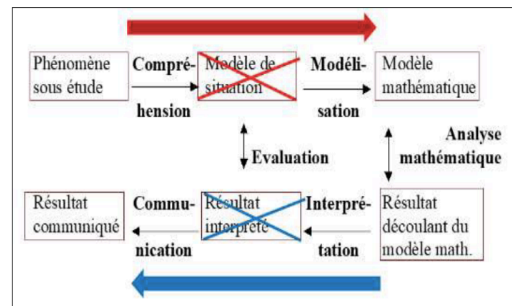 Phénomène
sous étude
Compré-
hension
Modèle de
situation
Modéli-
sation
Modèle
mathématique
Evaluation
Analyse
mathématique
Résultat
communiqué
Commu-
nication
Résultat
interprété
Interpré-
tation
Résultat
découlant du
modèle math.